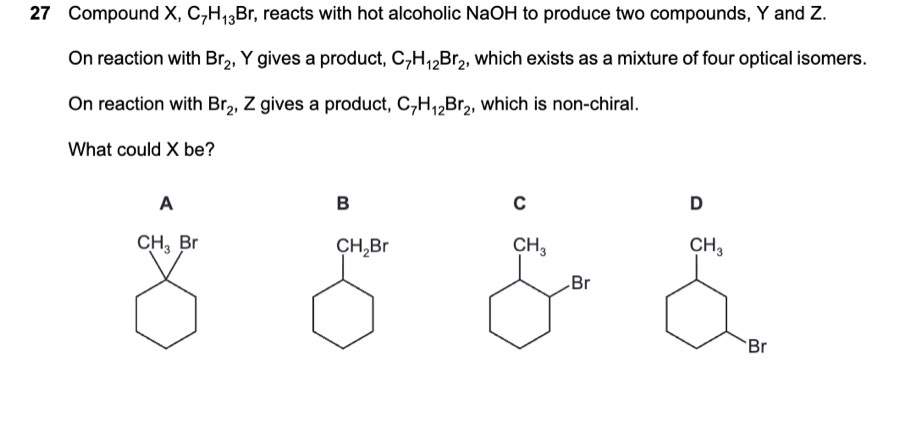 27 Compound X, C₇H₁₃Br, reacts with hot alcoholic NaOH to produce two compounds, Y and Z.
On reaction with Br₂, Y gives a product, C₇H₁₂Br₂, which exists as a mixture of four optical isomers.
On reaction with Br₂, Z gives a product, C₇H₁₂Br₂, which is non-chiral.
What could X be?
A B C D
CH₃ Br CH₂Br CH₃ CH₃
Br
Br